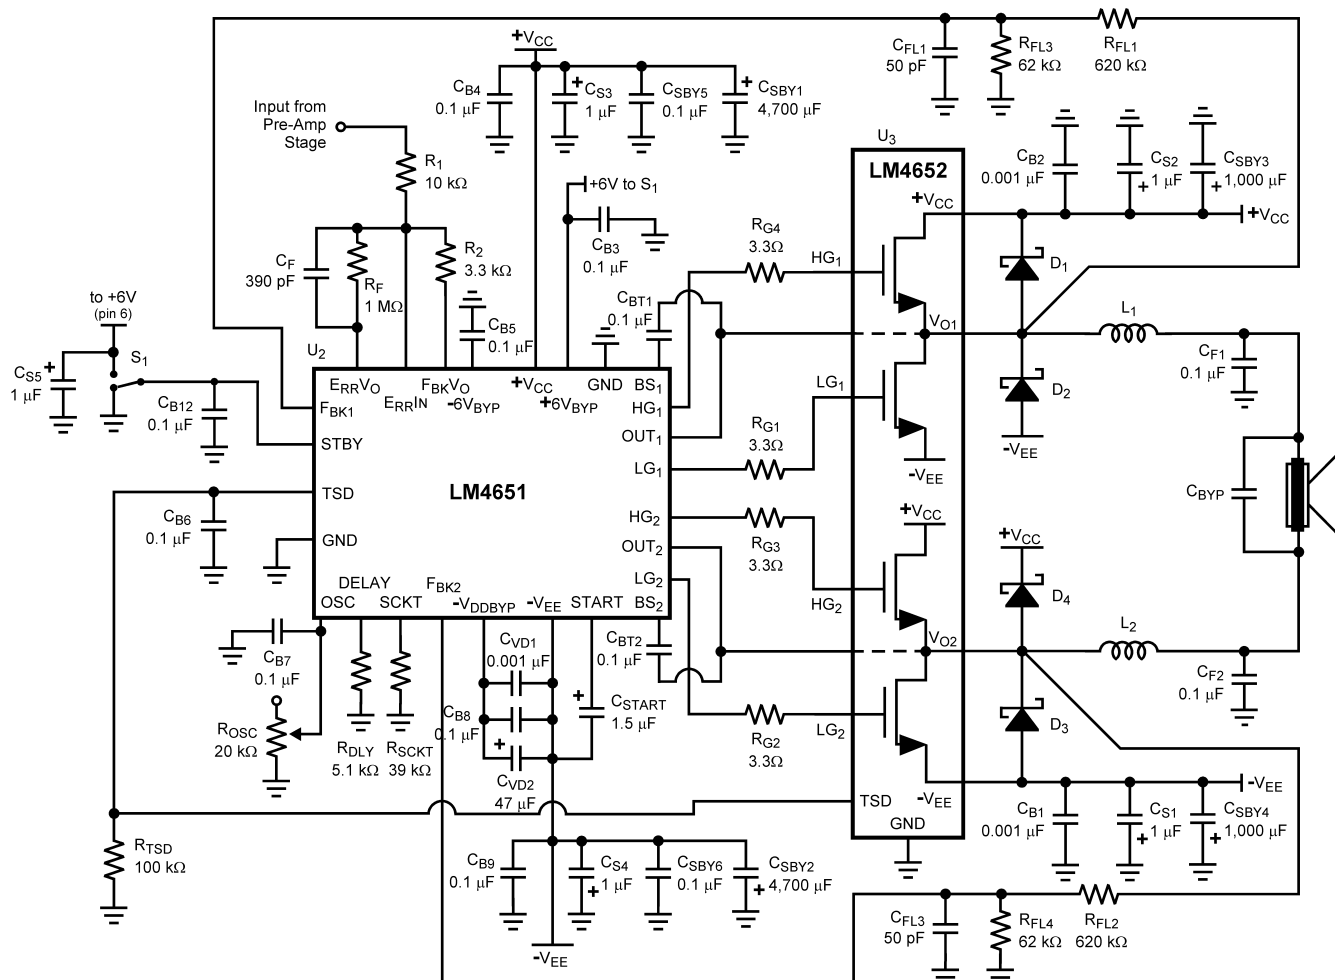 +VCC
CFL1
50 pF
RFL3
62 kΩ
RFL1
620 kΩ
CB4
0.1 µF
+
CS3
1 µF
CSBY5
0.1 µF
+
CSBY1
4,700 µF
Input from
Pre-Amp
Stage
R1
10 kΩ
U3
LM4652
CB2
0.001 µF
CS2
+ 1 µF
CSBY3
+ 1,000 µF
+6V to S1
CB3
0.1 µF
+VCC
+VCC
CF
390 pF
RF
1 MΩ
R2
3.3 kΩ
RG4
3.3Ω
HG1
D1
to +6V
(pin 6)
CB5
0.1 µF
CBT1
0.1 µF
VO1
L1
U2
S1
CS5
+
1 µF
CB12
0.1 µF
ERRVO
ERRIN
FBKVO
-6VBYP
+VCC
+6VBYP
GND
BS1
FBK1
HG1
STBY
OUT1
LG1
LM4651
TSD
HG2
GND
OUT2
LG2
DELAY
FBK2
OSC
SCKT
-VDDBYP
-VEE
START
BS2
LG1
RG1
3.3Ω
D2
-VEE
-VEE
CF1
0.1 µF
CBYP
CB6
0.1 µF
RG3
3.3Ω
+VCC
+VCC
HG2
D4
CB7
0.1 µF
CVD1
0.001 µF
CBT2
0.1 µF
VO2
L2
CF2
0.1 µF
ROSC
20 kΩ
RDLY
5.1 kΩ
RSCKT
39 kΩ
CB8
0.1 µF
+
CVD2
47 µF
+
CSTART
1.5 µF
RG2
3.3Ω
LG2
D3
TSD
-VEE
GND
-VEE
CB1
0.001 µF
CS1
1 µF
+
CSBY4
1,000 µF
+
RTSD
100 kΩ
CB9
0.1 µF
CS4
1 µF
+
CSBY6
0.1 µF
CSBY2
+ 4,700 µF
-VEE
CFL3
50 pF
RFL4
62 kΩ
RFL2
620 kΩ